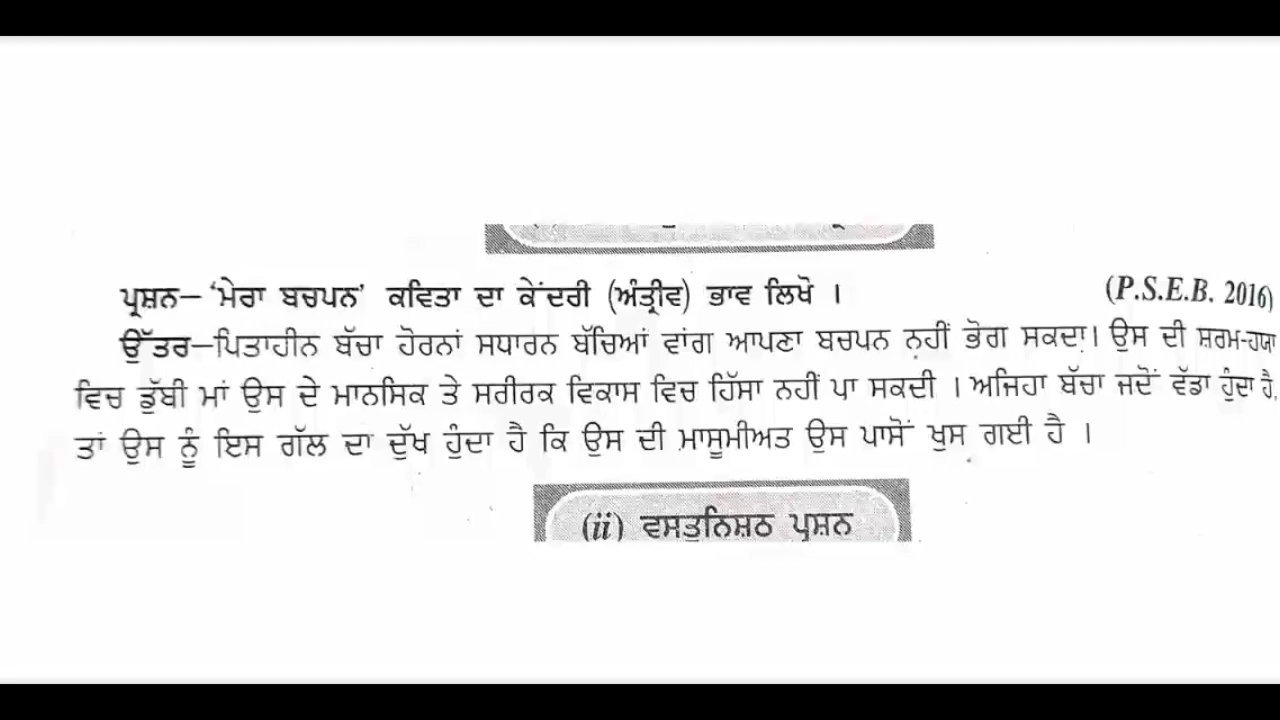 ਪ੍ਰਸ਼ਨ—‘ਮੇਰਾ ਬਚਪਨ’ ਕਵਿਤਾ ਦਾ ਕੇਂਦਰੀ (ਅੰਤ੍ਰੀਵ) ਭਾਵ ਲਿਖੋ । (P.S.E.B. 2016)
ਉੱਤਰ—ਪਿਤਾਹੀਨ ਬੱਚਾ ਹੋਰਨਾਂ ਸਧਾਰਨ ਬੱਚਿਆਂ ਵਾਂਗ ਆਪਣਾ ਬਚਪਨ ਨਹੀਂ ਭੋਗ ਸਕਦਾ। ਉਸ ਦੀ ਸ਼ਰਮ-ਹਯਾ
ਵਿਚ ਡੁੱਬੀ ਮਾਂ ਉਸ ਦੇ ਮਾਨਸਿਕ ਤੇ ਸਰੀਰਕ ਵਿਕਾਸ ਵਿਚ ਹਿੱਸਾ ਨਹੀਂ ਪਾ ਸਕਦੀ । ਅਜਿਹਾ ਬੱਚਾ ਜਦੋਂ ਵੱਡਾ ਹੁੰਦਾ ਹੈ,
ਤਾਂ ਉਸ ਨੂੰ ਇਸ ਗੱਲ ਦਾ ਦੁੱਖ ਹੁੰਦਾ ਹੈ ਕਿ ਉਸ ਦੀ ਮਾਸੂਮੀਅਤ ਉਸ ਪਾਸੋਂ ਖੁਸ ਗਈ ਹੈ ।
(ii) ਵਸਤੁਨਿਸ਼ਠ ਪ੍ਰਸ਼ਨ